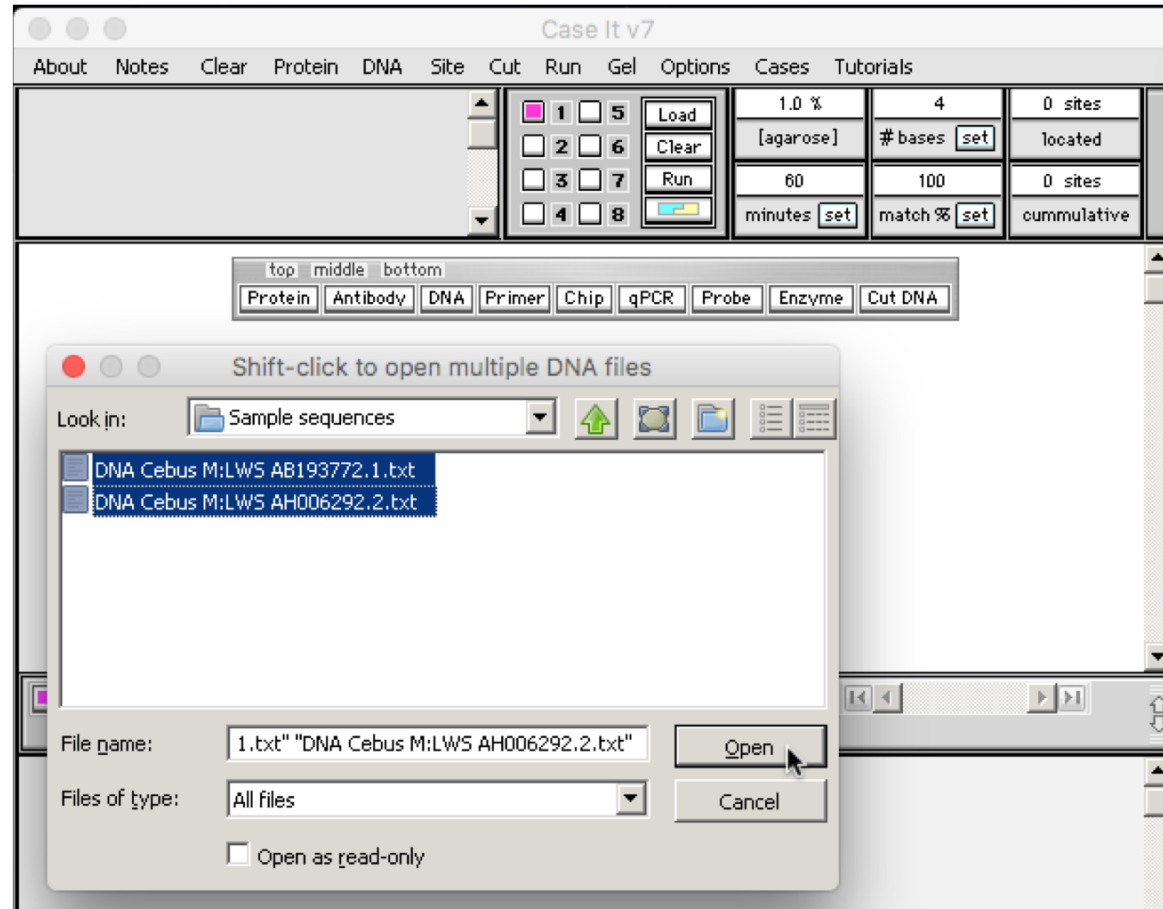 Case It v7
About Notes Clear Protein DNA Site Cut Run Gel Options Cases Tutorials
1 5 Load 1.0 % 4 0 sites
2 6 Clear [agarose] # bases set located
3 7 Run 60 100 0 sites
4 8 minutes set match % set cummulative
top middle bottom
Protein Antibody DNA Primer Chip qPCR Probe Enzyme Cut DNA
Shift-click to open multiple DNA files
Look in: Sample sequences
DNA Cebus M:LWS AB193772.1.txt
DNA Cebus M:LWS AH006292.2.txt
File name: 1.txt" "DNA Cebus M:LWS AH006292.2.txt" Open
Files of type: All files Cancel
Open as read-only